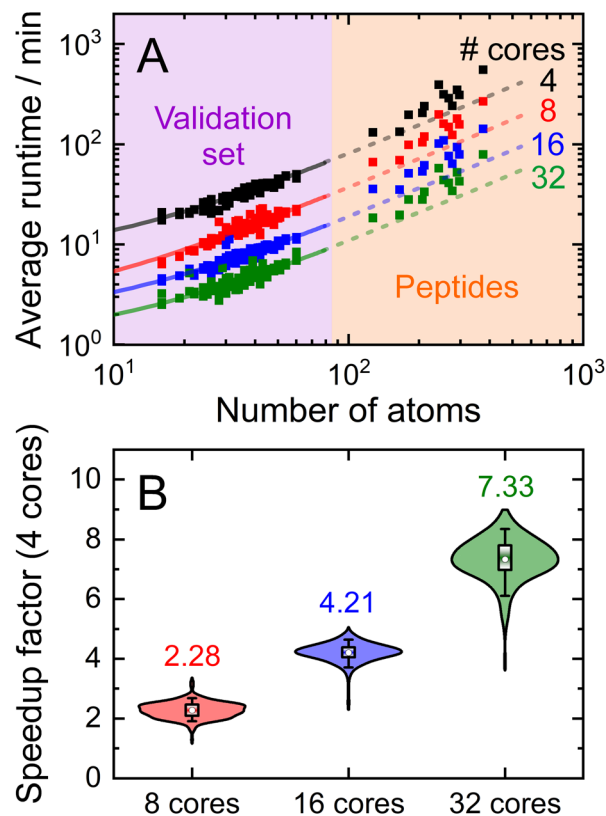 A
# cores
4
8
16
32
Validation
set
Peptides
Average runtime / min
10³
10²
10¹
10⁰
10¹
10²
10³
Number of atoms
B
Speedup factor (4 cores)
10
8
6
4
2
0
2.28
4.21
7.33
8 cores
16 cores
32 cores